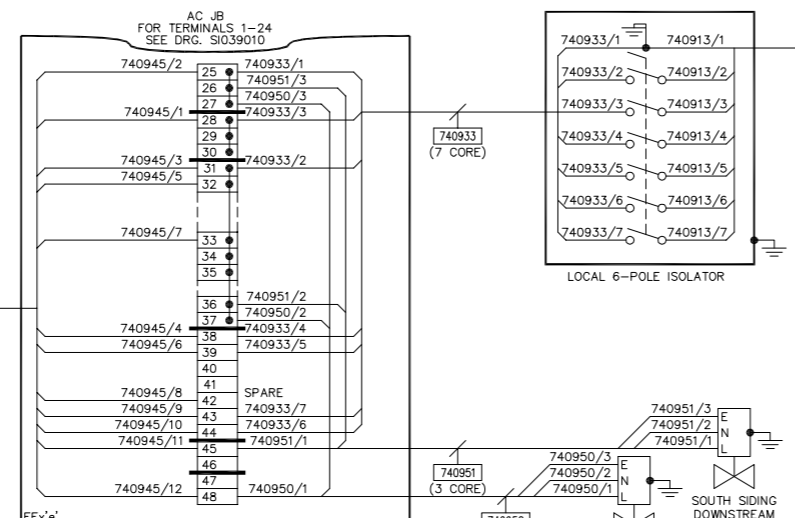 AC JB
FOR TERMINALS 1-24
SEE DRG. SI039010
740945/2 25 740933/1
26 740951/3
27 740950/3
740945/1 28 740933/3
29
30
740945/3 31 740933/2
740945/5 32
740945/7 33
34
35
36 740951/2
37 740950/2
740945/4 38 740933/4
740945/6 39 740933/5
40
41
740945/8 42 SPARE
740945/9 43 740933/7
740945/10 44 740933/6
740945/11 45 740951/1
46
47
740945/12 48 740950/1
EEx'e'
740933
(7 CORE)
740933/1 740913/1
740933/2 740913/2
740933/3 740913/3
740933/4 740913/4
740933/5 740913/5
740933/6 740913/6
740933/7 740913/7
LOCAL 6-POLE ISOLATOR
740951
(3 CORE)
740951/3 E
740951/2 N
740951/1 L
740950/3 E
740950/2 N
740950/1 L
SOUTH SIDING
DOWNSTREAM